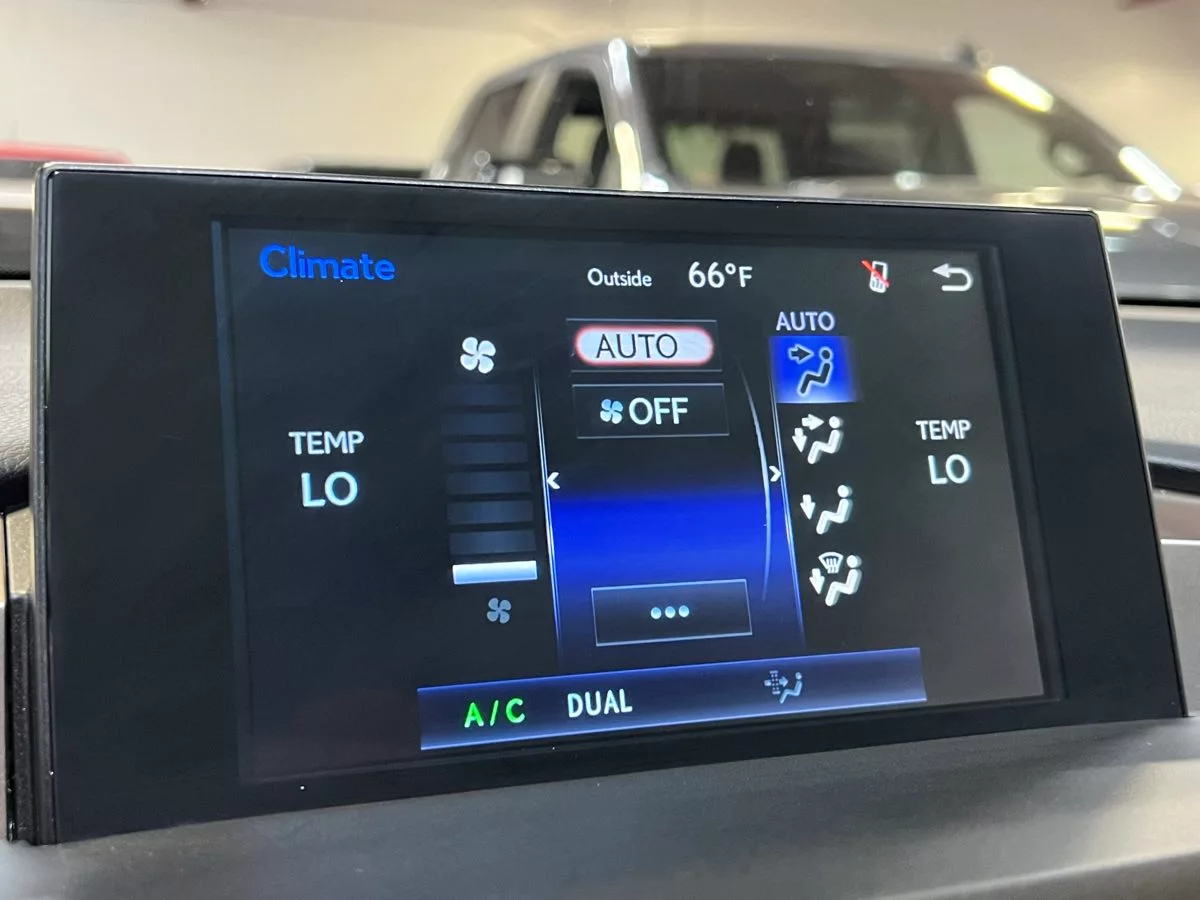 Climate
Outside 66°F
AUTO
AUTO
OFF
TEMP
LO
TEMP
LO
A/C DUAL